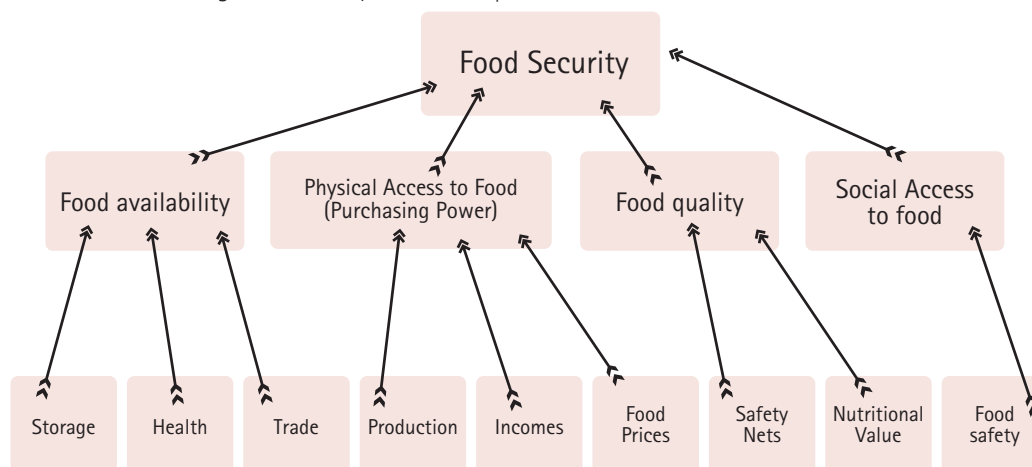 Food Security
Food availability
Physical Access to Food
(Purchasing Power)
Food quality
Social Access
to food
Storage
Health
Trade
Production
Incomes
Food
Prices
Safety
Nets
Nutritional
Value
Food
safety